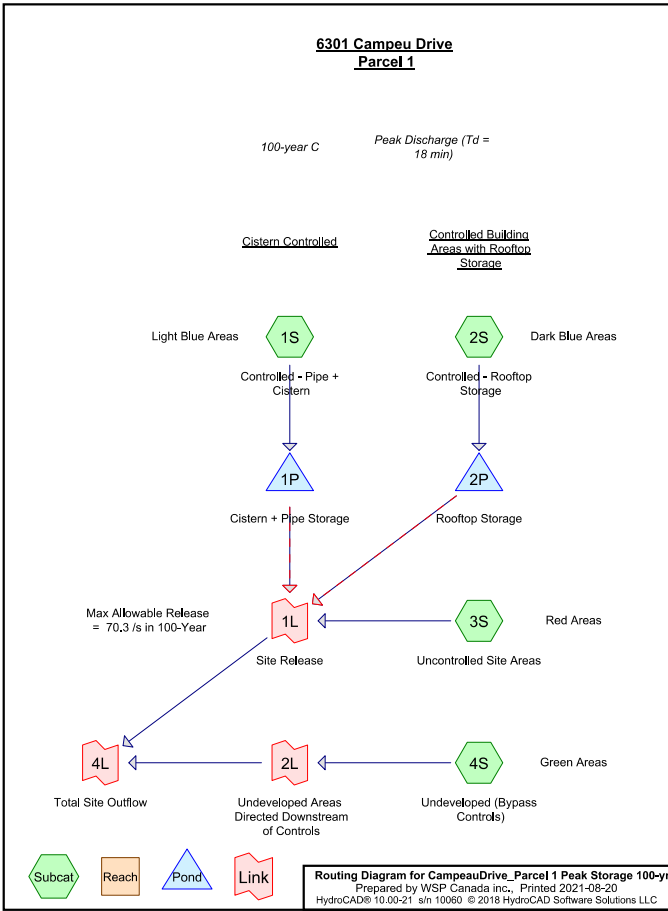 6301 Campeu Drive
Parcel 1
100-year C
Peak Discharge (Td =
18 min)
Cistern Controlled
Controlled Building
Areas with Rooftop
Storage
Light Blue Areas
1S
2S
Dark Blue Areas
Controlled - Pipe +
Cistern
Controlled - Rooftop
Storage
1P
2P
Cistern + Pipe Storage
Rooftop Storage
Max Allowable Release
= 70.3 /s in 100-Year
1L
3S
Red Areas
Site Release
Uncontrolled Site Areas
4L
2L
4S
Green Areas
Total Site Outflow
Undeveloped Areas
Directed Downstream
of Controls
Undeveloped (Bypass
Controls)
Subcat
Reach
Pond
Link
Routing Diagram for CampeauDrive_Parcel 1 Peak Storage 100-yr
Prepared by WSP Canada inc., Printed 2021-08-20
HydroCAD® 10.00-21 s/n 10060 © 2018 HydroCAD Software Solutions LLC